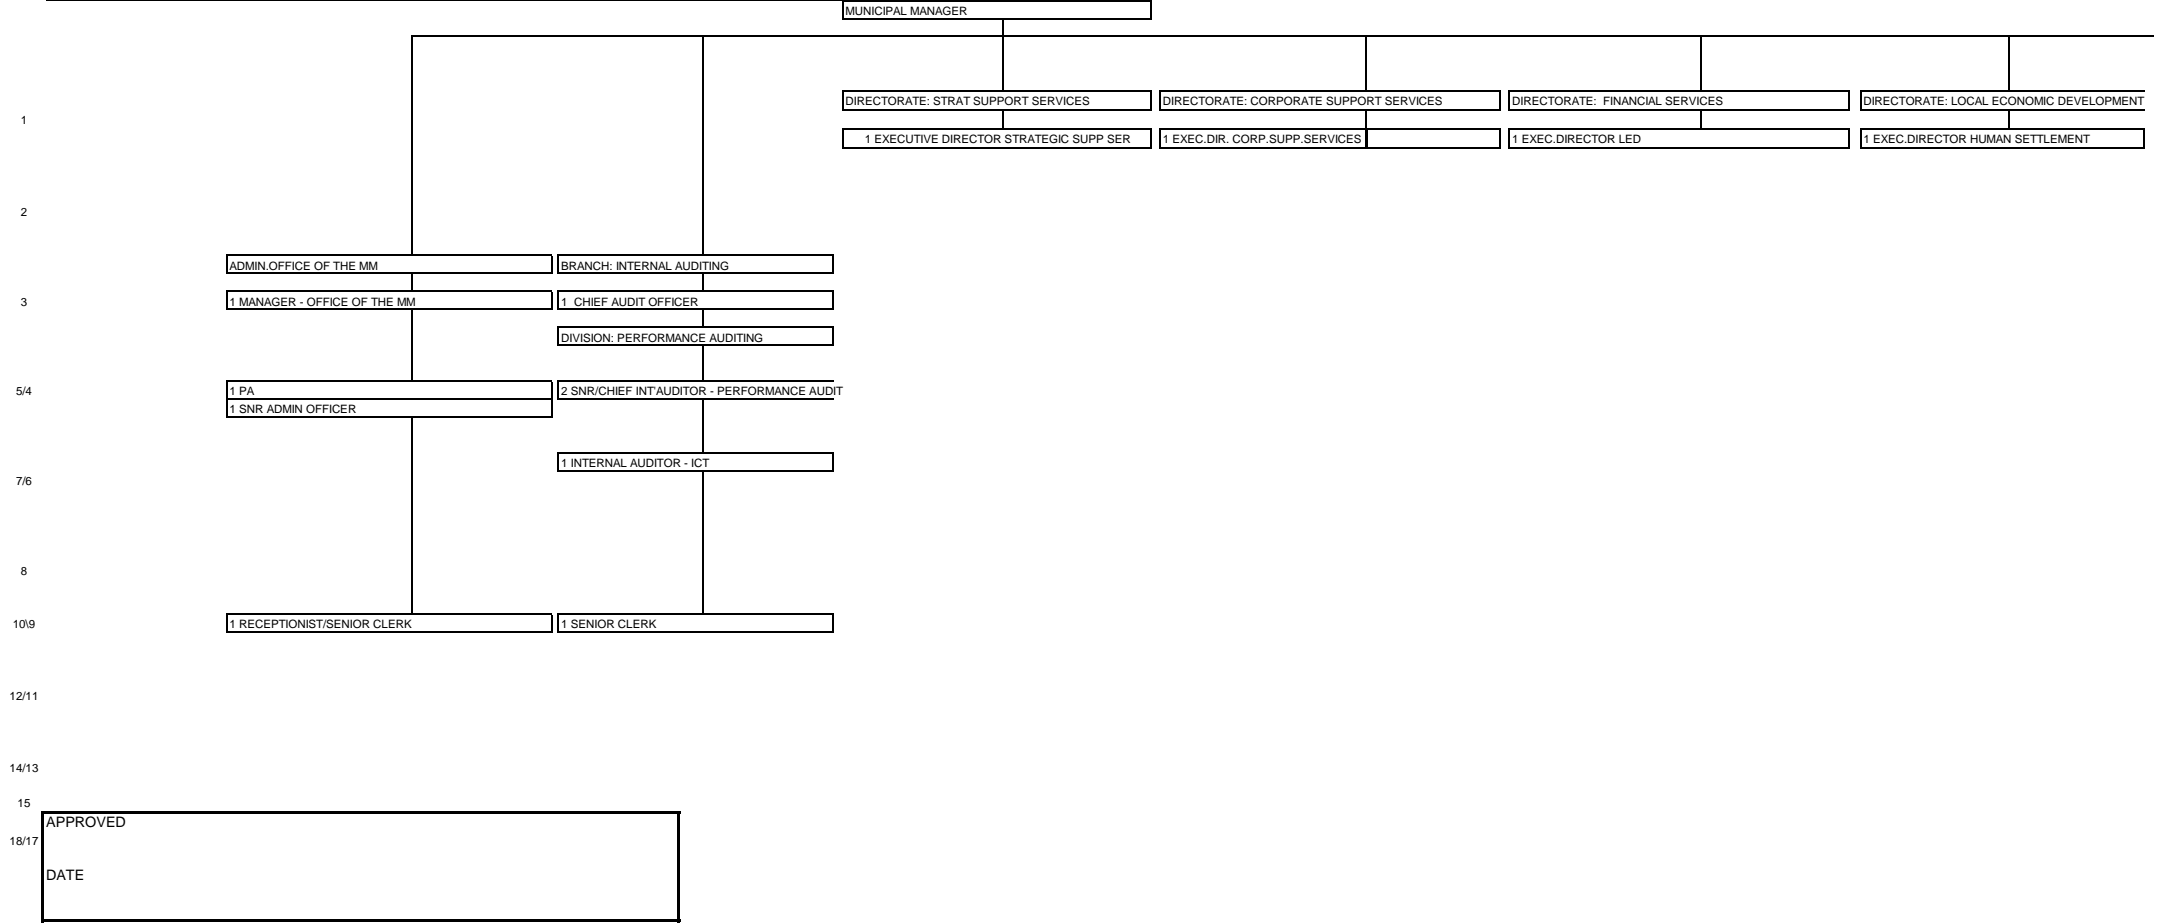 MUNICIPAL MANAGER
DIRECTORATE: STRAT SUPPORT SERVICES
DIRECTORATE: CORPORATE SUPPORT SERVICES
DIRECTORATE:  FINANCIAL SERVICES
DIRECTORATE: LOCAL ECONOMIC DEVELOPMENT
1
1 EXECUTIVE DIRECTOR STRATEGIC SUPP SER
1 EXEC.DIR. CORP.SUPP.SERVICES
1 EXEC.DIRECTOR LED
1 EXEC.DIRECTOR HUMAN SETTLEMENT
2
ADMIN.OFFICE OF THE MM
BRANCH: INTERNAL AUDITING
3
1 MANAGER - OFFICE OF THE MM
1  CHIEF AUDIT OFFICER
DIVISION: PERFORMANCE AUDITING
5/4
1 PA
2 SNR/CHIEF INT'AUDITOR - PERFORMANCE AUDIT
1 SNR ADMIN OFFICER
1 INTERNAL AUDITOR - ICT
7/6
8
10\9
1 RECEPTIONIST/SENIOR CLERK
1 SENIOR CLERK
12/11
14/13
15
APPROVED
18/17
DATE